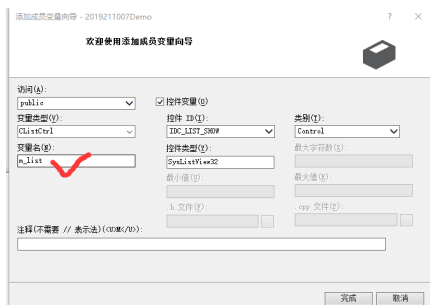 添加成员变量向导 - 2019211007Demo
? ×
欢迎使用添加成员变量向导
访问(A):
public
控件变量(O)
变量类型(V):
控件 ID(I):
类别(T):
CListCtrl
IDC_LIST_SHOW
Control
变量名(N):
控件类型(Y):
最大字符数(X):
m_list
SysListView32
最小值(U):
最大值(E):
.h 文件(F):
.cpp 文件(P):
...
...
注释(不需要 // 表示法)(<U>M</U>):
完成
取消